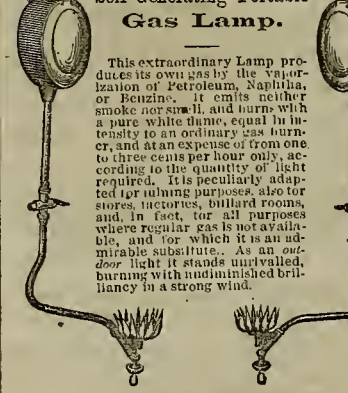 Self Generating Portable
Gas Lamp.
This extraordinary Lamp pro-
duces its own gas by the vapor-
ization of Petroleum, Naphtha,
or Benzine. It emits neither
smoke nor smell, and burns with
a pure white flame, equal in in-
tensity to an ordinary gas burn-
er, and at an expense of from one
to three cents per hour only, ac-
cording to the quantity of light
required. It is peculiarly adap-
ted for mining purposes, also for
stores, factories, billiard rooms,
and, in fact, for all purposes
where regular gas is not availa-
ble, and for which it is an ad-
mirable substitute.. As an out-
door light it stands unrivalled,
burning with undiminished bril-
liancy in a strong wind.